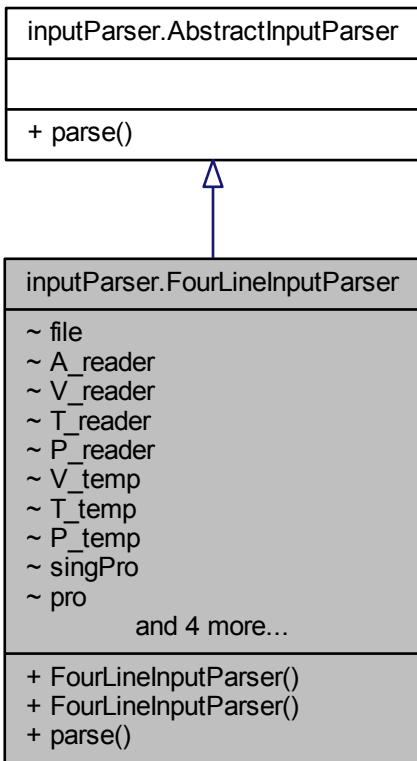 inputParser.AbstractInputParser
+ parse()
inputParser.FourLineInputParser
~ file
~ A_reader
~ V_reader
~ T_reader
~ P_reader
~ V_temp
~ T_temp
~ P_temp
~ singPro
~ pro
and 4 more...
+ FourLineInputParser()
+ FourLineInputParser()
+ parse()